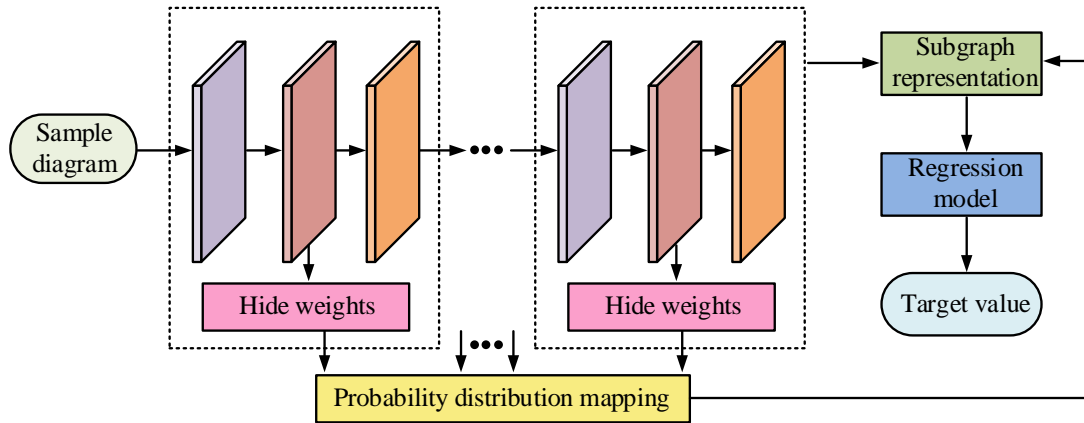 Sample
diagram
Hide weights
Hide weights
Probability distribution mapping
Subgraph
representation
Regression
model
Target value